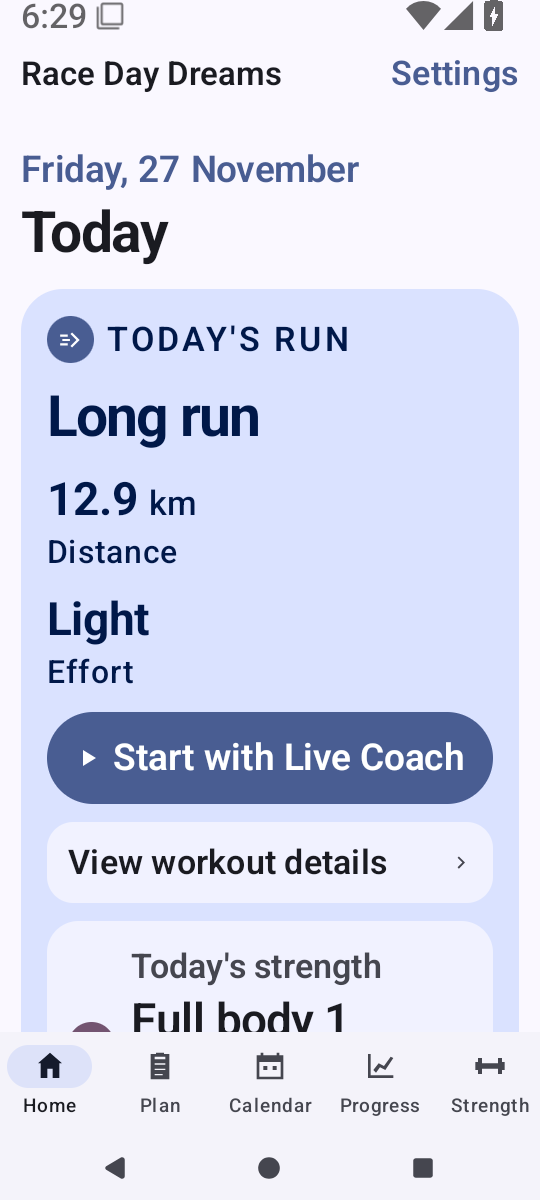 6:29
Race Day Dreams
Settings
Friday, 27 November
Today
TODAY'S RUN
Long run
12.9 km
Distance
Light
Effort
Start with Live Coach
View workout details
Today's strength
Full body 1
Home
Plan
Calendar
Progress
Strength